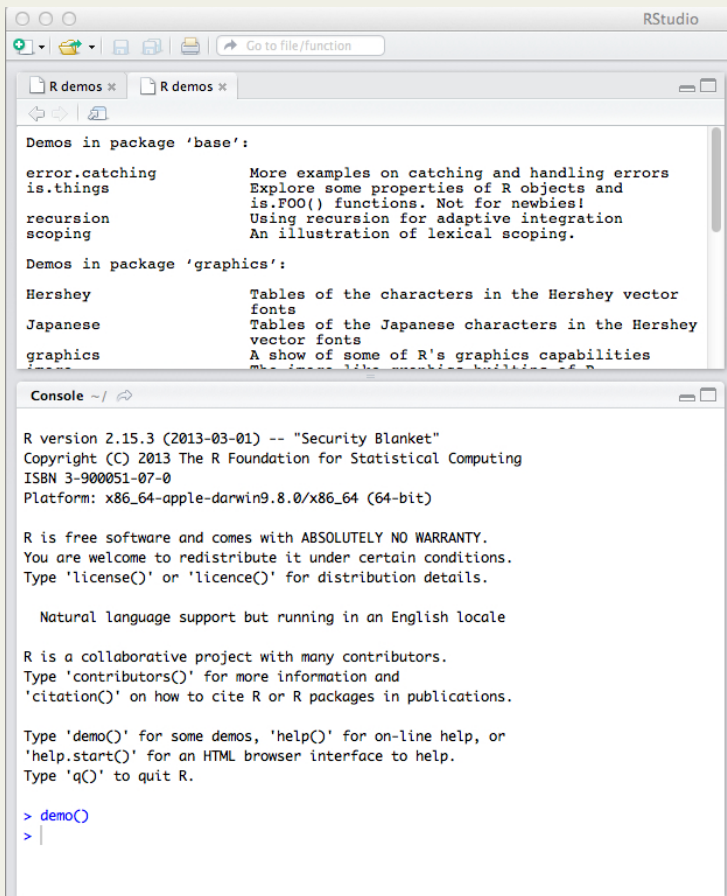 RStudio
Go to file/function
R demos × R demos ×
Demos in package ‘base’:
error.catching More examples on catching and handling errors
is.things Explore some properties of R objects and
is.FOO() functions. Not for newbies!
recursion Using recursion for adaptive integration
scoping An illustration of lexical scoping.
Demos in package ‘graphics’:
Hershey Tables of the characters in the Hershey vector
fonts
Japanese Tables of the Japanese characters in the Hershey
vector fonts
graphics A show of some of R's graphics capabilities
Console ~/
R version 2.15.3 (2013-03-01) -- "Security Blanket"
Copyright (C) 2013 The R Foundation for Statistical Computing
ISBN 3-900051-07-0
Platform: x86_64-apple-darwin9.8.0/x86_64 (64-bit)
R is free software and comes with ABSOLUTELY NO WARRANTY.
You are welcome to redistribute it under certain conditions.
Type 'license()' or 'licence()' for distribution details.
Natural language support but running in an English locale
R is a collaborative project with many contributors.
Type 'contributors()' for more information and
'citation()' on how to cite R or R packages in publications.
Type 'demo()' for some demos, 'help()' for on-line help, or
'help.start()' for an HTML browser interface to help.
Type 'q()' to quit R.
> demo()
>